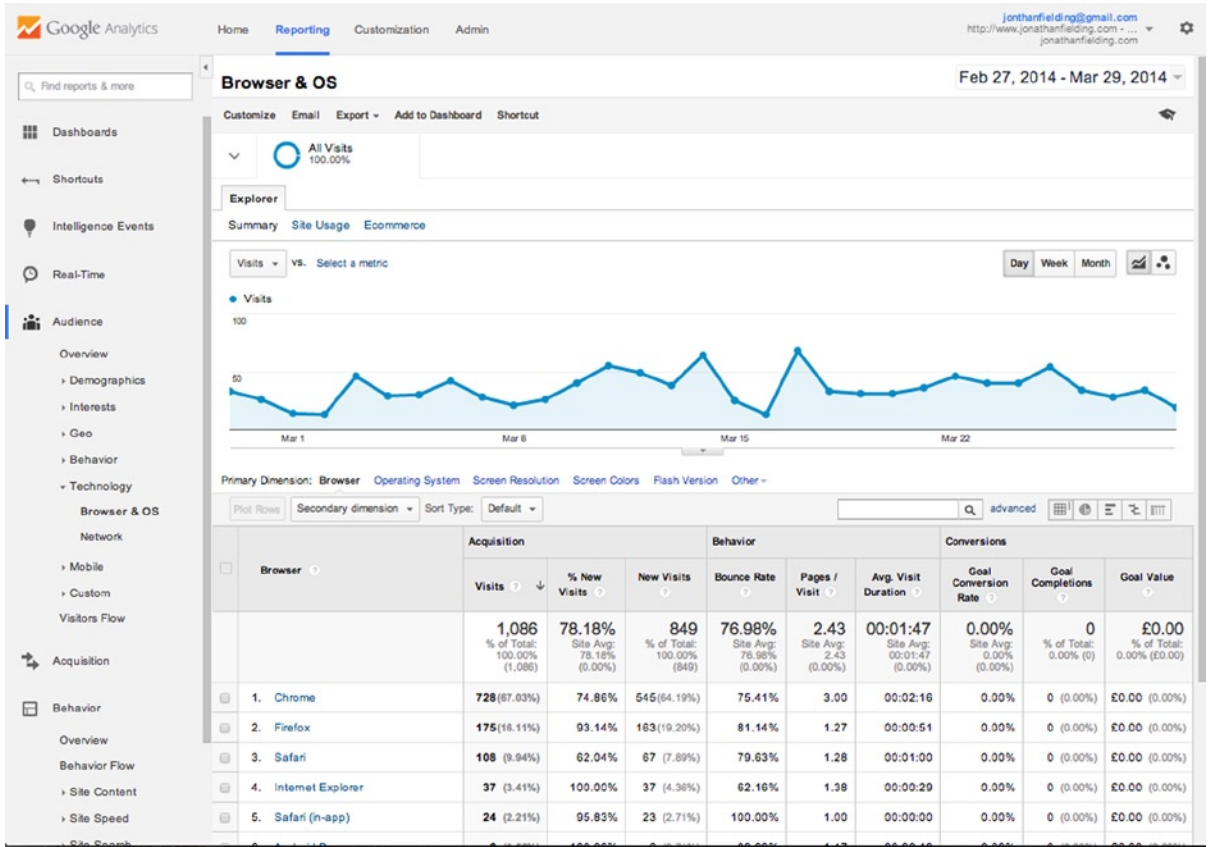 Google Analytics
Home Reporting Customization Admin
jonthanfielding@gmail.com
http://www.jonathanfielding.com - ...
jonathanfielding.com
Find reports & more
Dashboards
Shortcuts
Intelligence Events
Real-Time
Audience
Overview
Demographics
Interests
Geo
Behavior
Technology
Browser & OS
Network
Mobile
Custom
Visitors Flow
Acquisition
Behavior
Overview
Behavior Flow
Site Content
Site Speed
Site Search
Browser & OS
Feb 27, 2014 - Mar 29, 2014
Customize Email Export Add to Dashboard Shortcut
All Visits
100.00%
Explorer
Summary Site Usage Ecommerce
Visits VS. Select a metric
Day Week Month
Visits
100
50
Mar 1 Mar 8 Mar 15 Mar 22
Primary Dimension: Browser Operating System Screen Resolution Screen Colors Flash Version Other
Plot Rows Secondary dimension Sort Type: Default advanced
Acquisition Behavior Conversions
Browser ? Visits ? % New Visits ? New Visits ? Bounce Rate ? Pages / Visit ? Avg. Visit Duration ? Goal Conversion Rate ? Goal Completions ? Goal Value ?
1,086 78.18% 849 76.98% 2.43 00:01:47 0.00% 0 £0.00
% of Total: Site Avg: % of Total: Site Avg: Site Avg: Site Avg: Site Avg: % of Total: % of Total:
100.00% 78.18% 100.00% 76.98% 2.43 00:01:47 0.00% 0.00% (0) 0.00% (£0.00)
(1,086) (0.00%) (849) (0.00%) (0.00%) (0.00%) (0.00%)
1. Chrome 728(67.03%) 74.86% 545(64.19%) 75.41% 3.00 00:02:16 0.00% 0 (0.00%) £0.00 (0.00%)
2. Firefox 175(16.11%) 93.14% 163(19.20%) 81.14% 1.27 00:00:51 0.00% 0 (0.00%) £0.00 (0.00%)
3. Safari 108 (9.94%) 62.04% 67 (7.89%) 79.63% 1.28 00:01:00 0.00% 0 (0.00%) £0.00 (0.00%)
4. Internet Explorer 37 (3.41%) 100.00% 37 (4.36%) 62.16% 1.38 00:00:29 0.00% 0 (0.00%) £0.00 (0.00%)
5. Safari (in-app) 24 (2.21%) 95.83% 23 (2.71%) 100.00% 1.00 00:00:00 0.00% 0 (0.00%) £0.00 (0.00%)